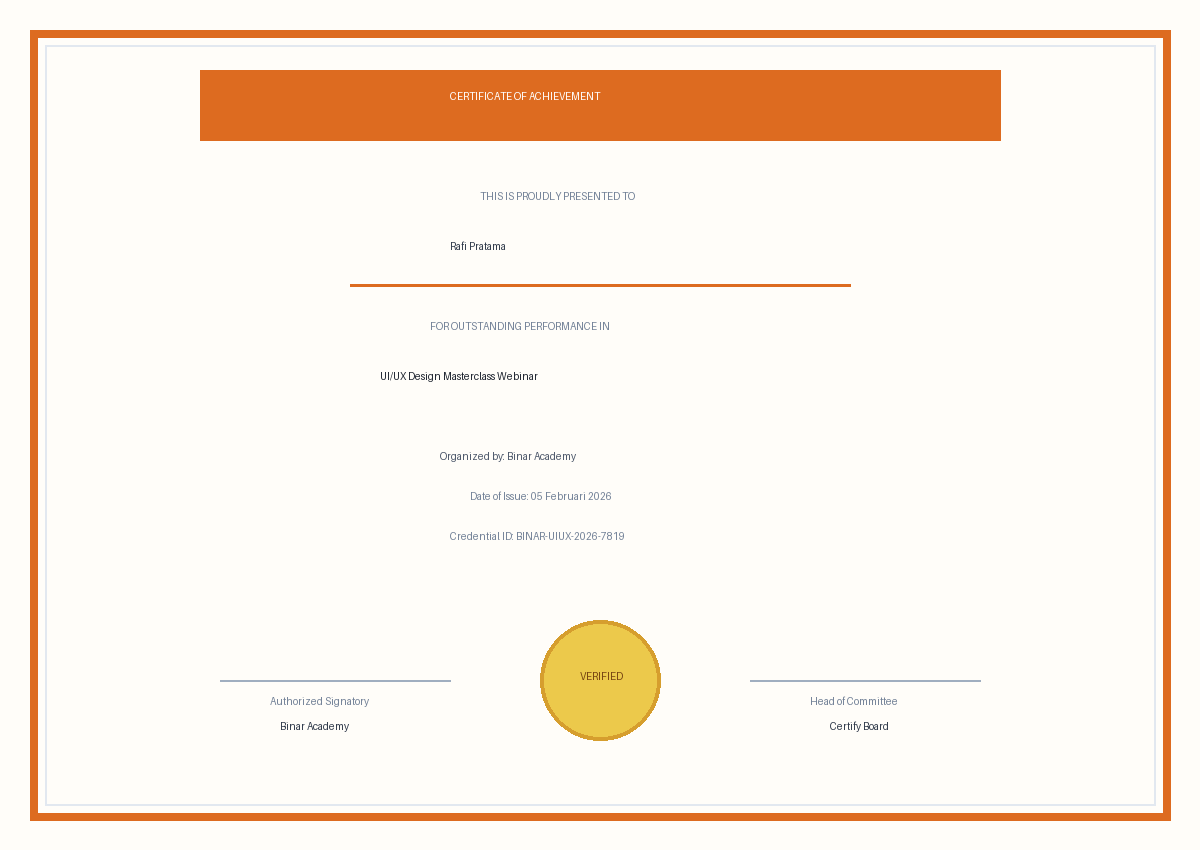 CERTIFICATE OF ACHIEVEMENT
THIS IS PROUDLY PRESENTED TO
Rafi Pratama
FOR OUTSTANDING PERFORMANCE IN
UI/UX Design Masterclass Webinar
Organized by: Binar Academy
Date of Issue: 05 Februari 2026
Credential ID: BINAR-UIUX-2026-7819
VERIFIED
Authorized Signatory
Binar Academy
Head of Committee
Certify Board